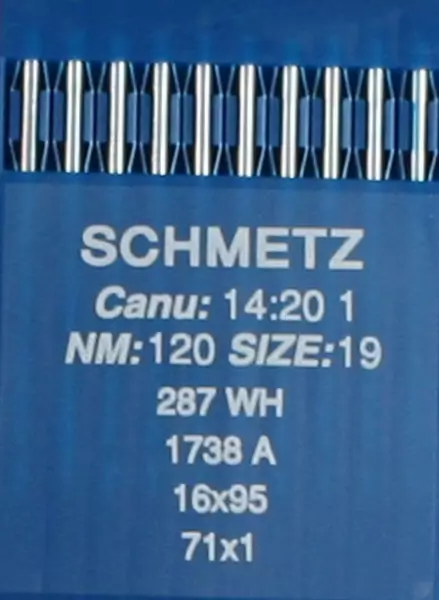 SCHMETZ
Canu: 14:20 1
NM:120 SIZE:19
287 WH
1738 A
16x95
71x1